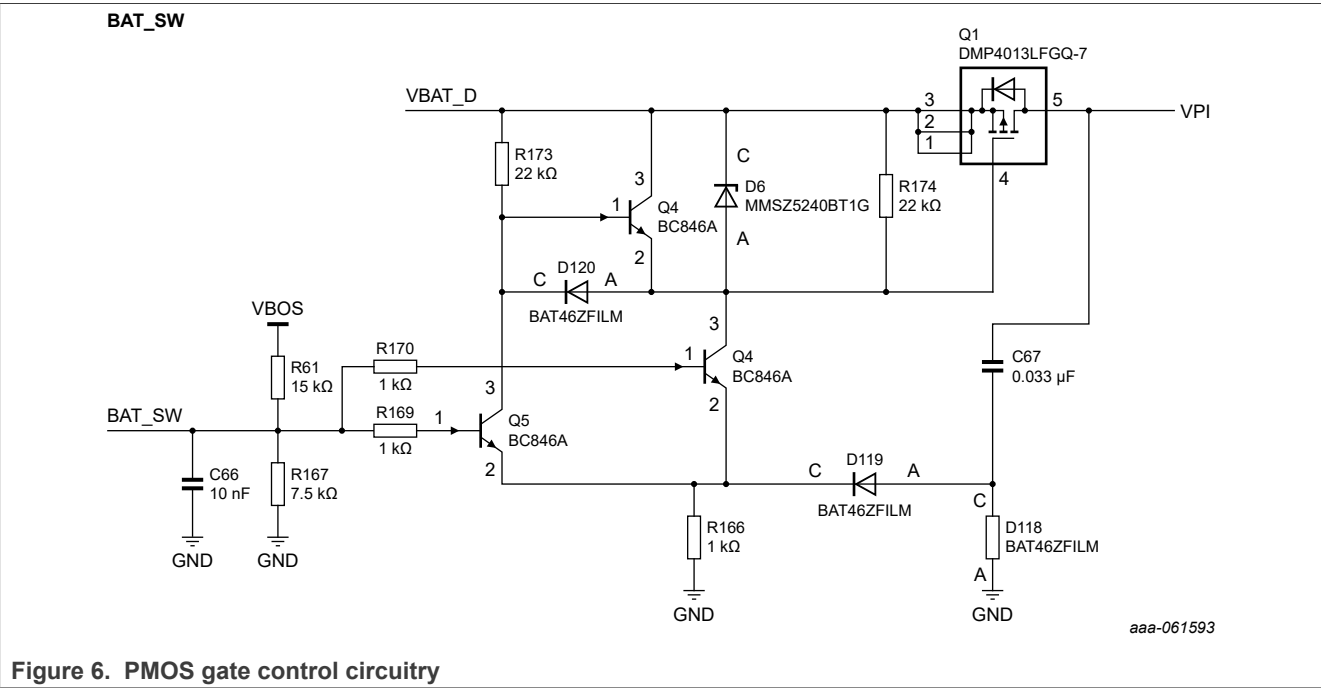 BAT_SW
Q1
DMP4013LFGQ-7
VBAT_D
3
2
1
5
VPI
4
R173
22 kΩ
3
1
Q4
BC846A
2
C
D6
MMSZ5240BT1G
A
R174
22 kΩ
D120
C
A
BAT46ZFILM
VBOS
R61
15 kΩ
R170
1 kΩ
3
1
Q4
BC846A
2
C67
0.033 µF
BAT_SW
R169
1 kΩ
3
1
Q5
BC846A
2
C66
10 nF
R167
7.5 kΩ
GND
GND
D119
C
A
BAT46ZFILM
R166
1 kΩ
GND
C
D118
BAT46ZFILM
A
GND
aaa-061593
Figure 6. PMOS gate control circuitry